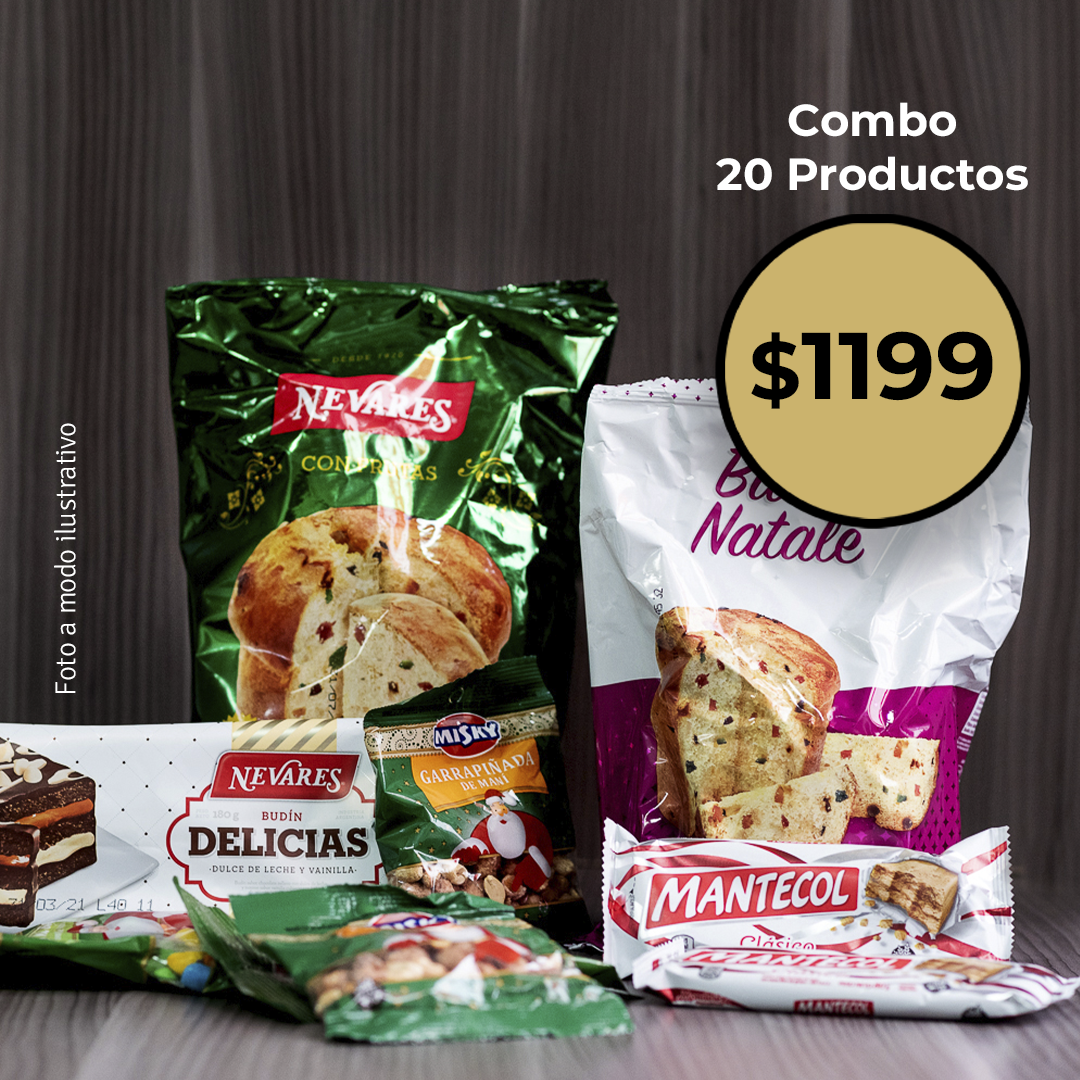 Combo
20 Productos
$1199
Foto a modo ilustrativo
DESDE 1920
NEVARES
CON FRUTAS
Natale
NEVARES
180 g
BUDÍN
DELICIAS
·DULCE DE LECHE Y VAINILLA·
03/21 L40 11
MISKY
GARRAPIÑADA
DE MANÍ
MANTECOL
Clásico
MANTECOL
MANTECOL